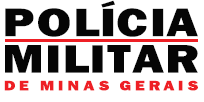 POLÍCIA
MILITAR
DE MINAS GERAIS